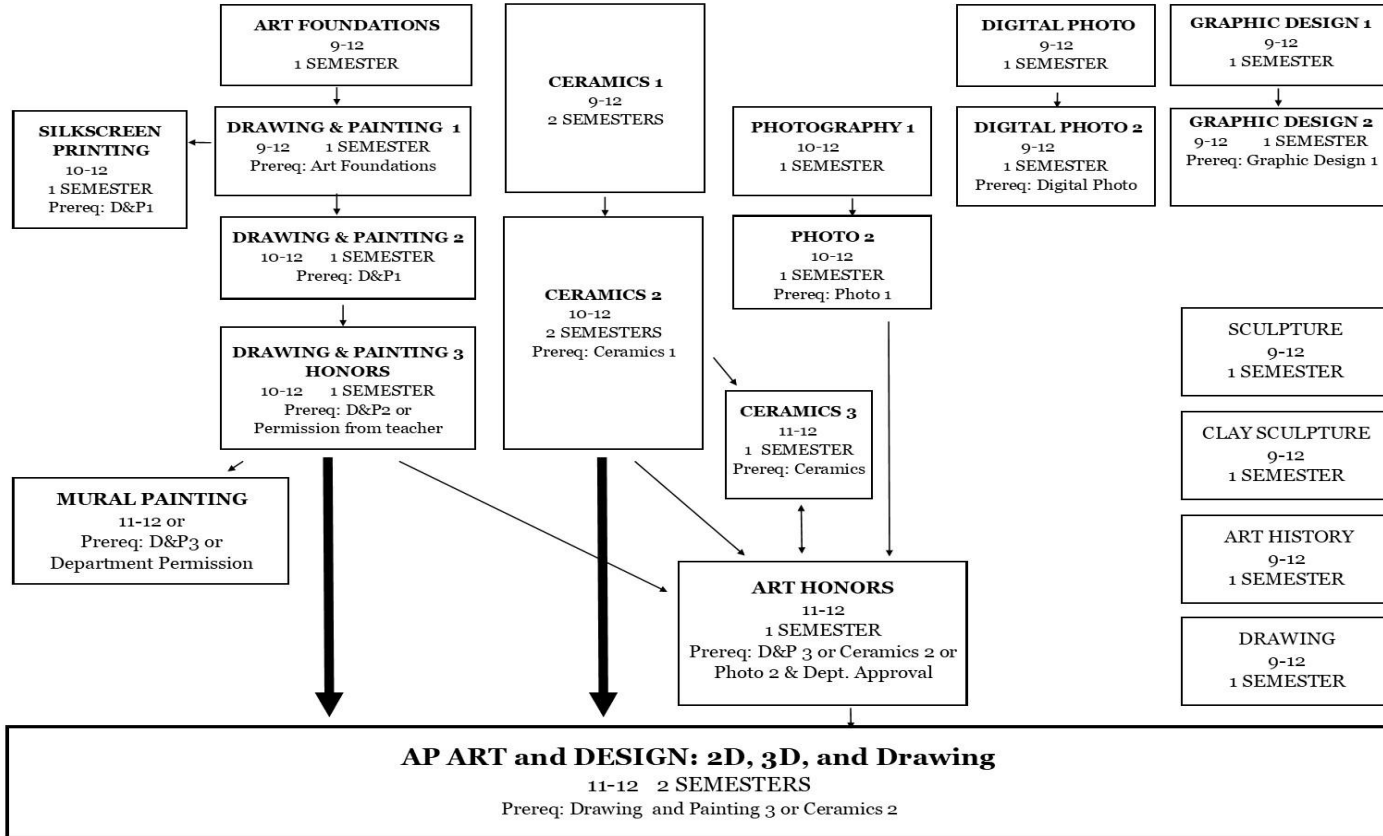 ART FOUNDATIONS
9-12
1 SEMESTER
CERAMICS 1
9-12
2 SEMESTERS
DIGITAL PHOTO
9-12
1 SEMESTER
GRAPHIC DESIGN 1
9-12
1 SEMESTER
SILKSCREEN
PRINTING
10-12
1 SEMESTER
Prereq: D&P1
DRAWING & PAINTING 1
9-12 1 SEMESTER
Prereq: Art Foundations
PHOTOGRAPHY 1
10-12
1 SEMESTER
DIGITAL PHOTO 2
9-12
1 SEMESTER
Prereq: Digital Photo
GRAPHIC DESIGN 2
9-12 1 SEMESTER
Prereq: Graphic Design 1
DRAWING & PAINTING 2
10-12 1 SEMESTER
Prereq: D&P1
CERAMICS 2
10-12
2 SEMESTERS
Prereq: Ceramics 1
PHOTO 2
10-12
1 SEMESTER
Prereq: Photo 1
DRAWING & PAINTING 3
HONORS
10-12 1 SEMESTER
Prereq: D&P2 or
Permission from teacher
CERAMICS 3
11-12
1 SEMESTER
Prereq: Ceramics
SCULPTURE
9-12
1 SEMESTER
CLAY SCULPTURE
9-12
1 SEMESTER
MURAL PAINTING
11-12 or
Prereq: D&P3 or
Department Permission
ART HISTORY
9-12
1 SEMESTER
ART HONORS
11-12
1 SEMESTER
Prereq: D&P 3 or Ceramics 2 or
Photo 2 & Dept. Approval
DRAWING
9-12
1 SEMESTER
AP ART and DESIGN: 2D, 3D, and Drawing
11-12 2 SEMESTERS
Prereq: Drawing and Painting 3 or Ceramics 2